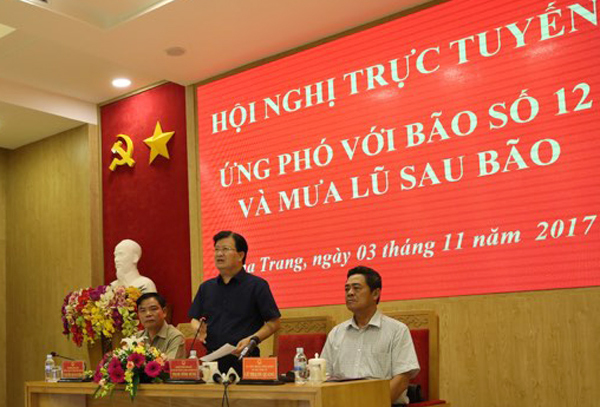 HỘI NGHỊ TRỰC TUYẾN
ỨNG PHÓ VỚI BÃO SỐ 12
VÀ MƯA LŨ SAU BÃO
Trang, ngày 03 tháng 11 năm 2017